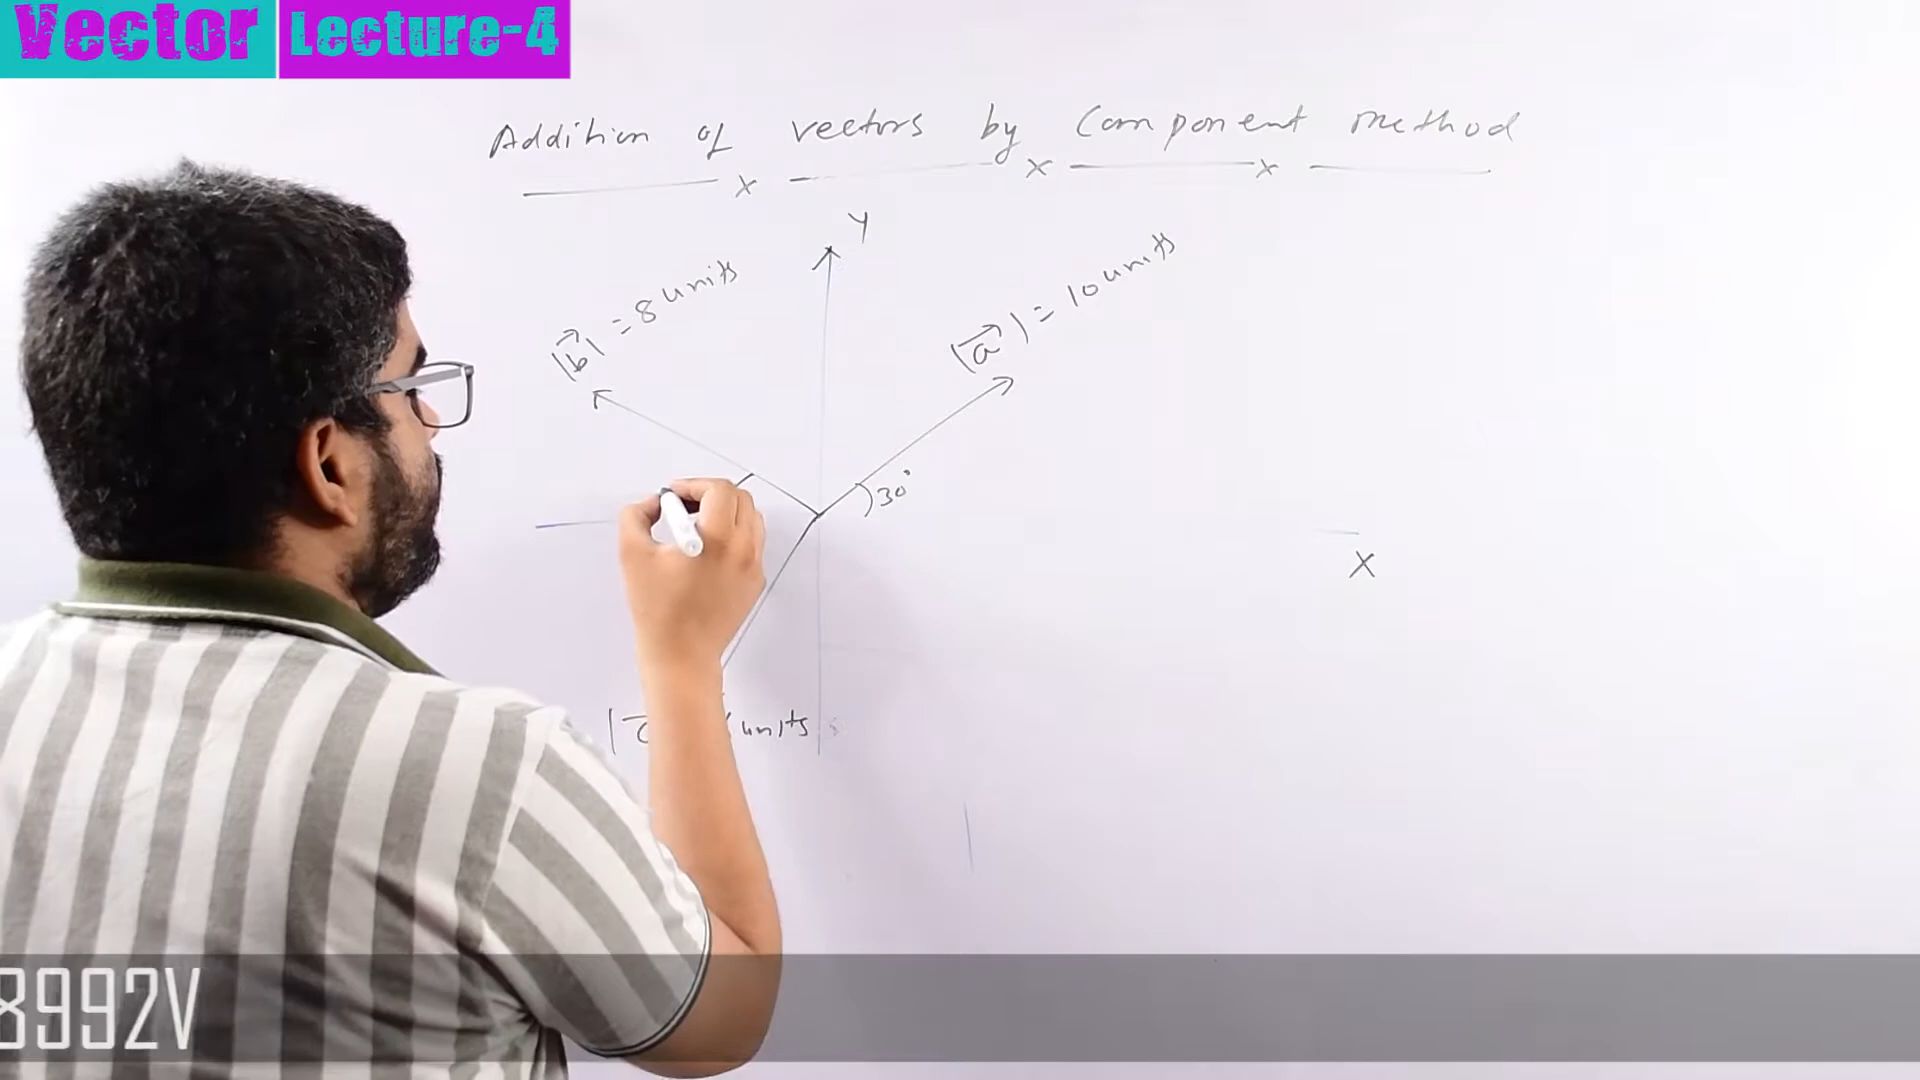 Vector Lecture-4
Addition of vectors by Component method
Y
|b| = 8 units
|a| = 10 units
30°
X
units
8992V